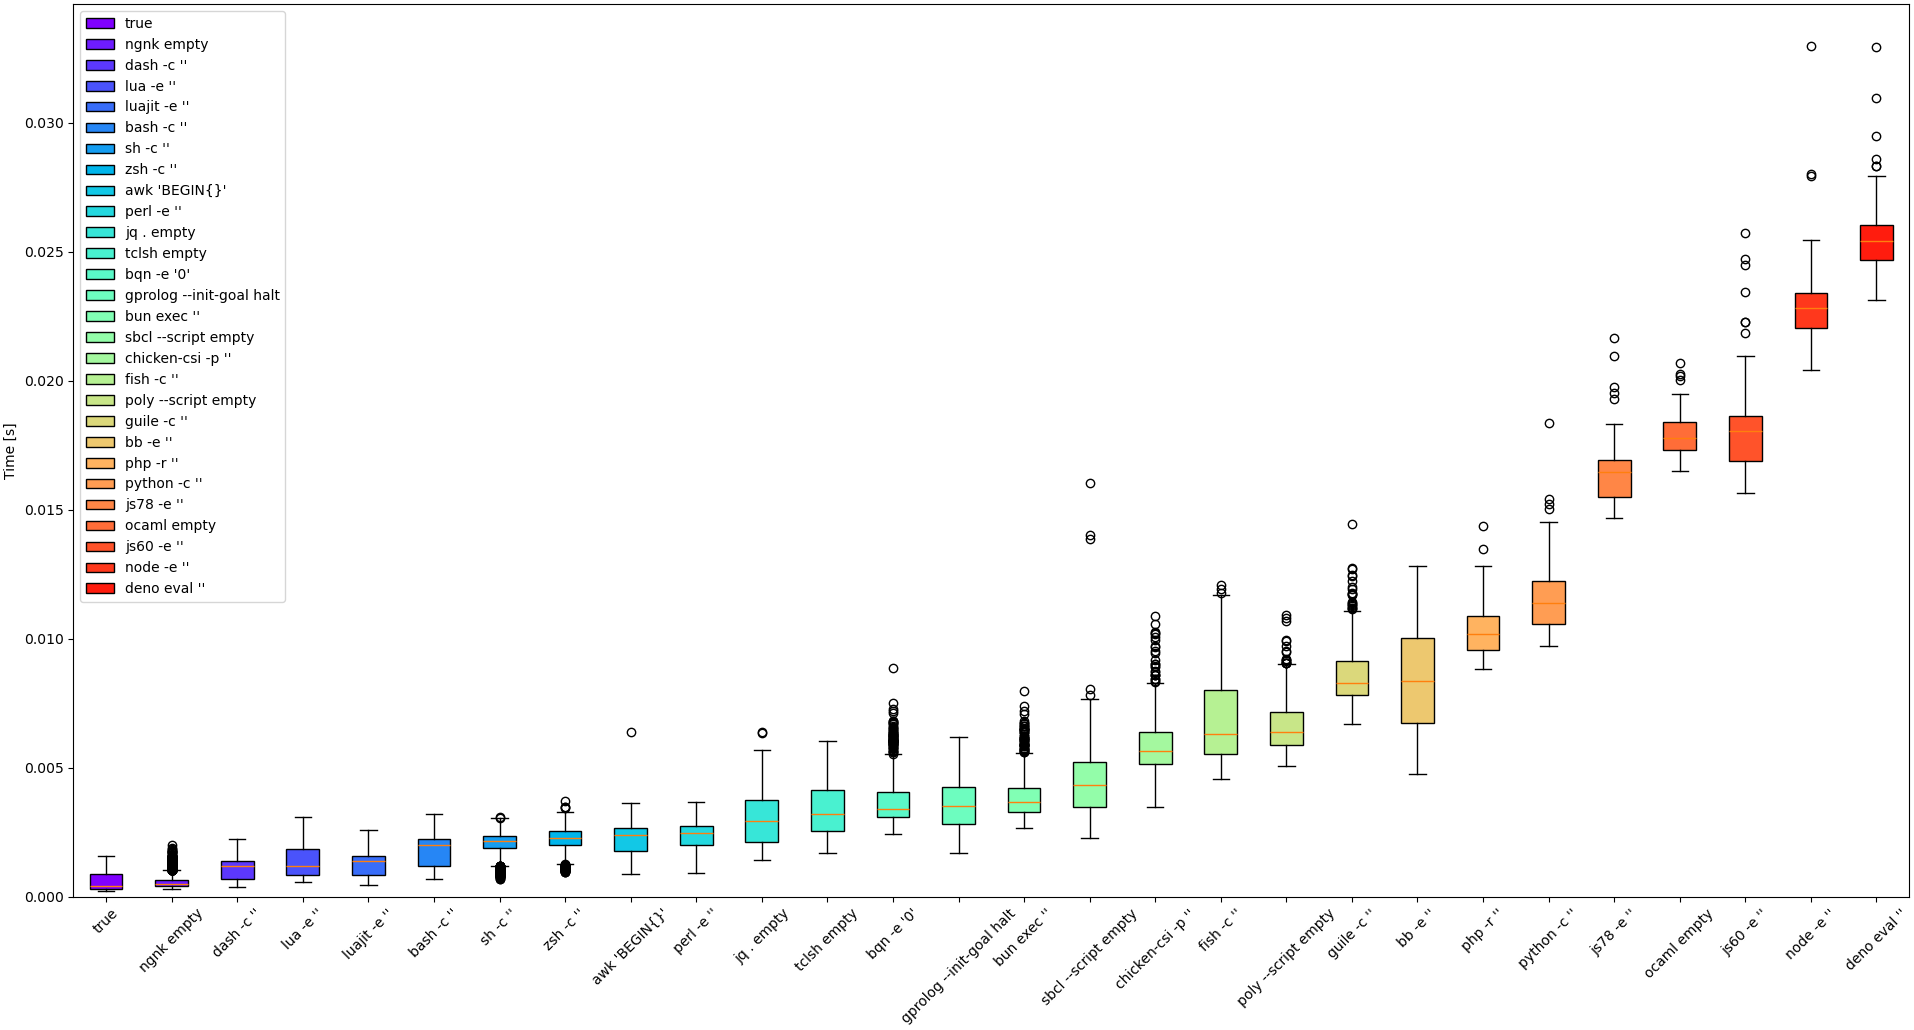 true
ngnk empty
dash -c ''
lua -e ''
luajit -e ''
bash -c ''
sh -c ''
zsh -c ''
awk 'BEGIN{}'
perl -e ''
jq . empty
tclsh empty
bqn -e '0'
gprolog --init-goal halt
bun exec ''
sbcl --script empty
chicken-csi -p ''
fish -c ''
poly --script empty
guile -c ''
bb -e ''
php -r ''
python -c ''
js78 -e ''
ocaml empty
js60 -e ''
node -e ''
deno eval ''
Time [s]
0.030
0.025
0.020
0.015
0.010
0.005
0.000
true
ngnk empty
dash -c ''
lua -e ''
luajit -e ''
bash -c ''
sh -c ''
zsh -c ''
awk 'BEGIN{}'
perl -e ''
jq . empty
tclsh empty
bqn -e '0'
gprolog --init-goal halt
bun exec ''
sbcl --script empty
chicken-csi -p ''
fish -c ''
poly --script empty
guile -c ''
bb -e ''
php -r ''
python -c ''
js78 -e ''
ocaml empty
js60 -e ''
node -e ''
deno eval ''